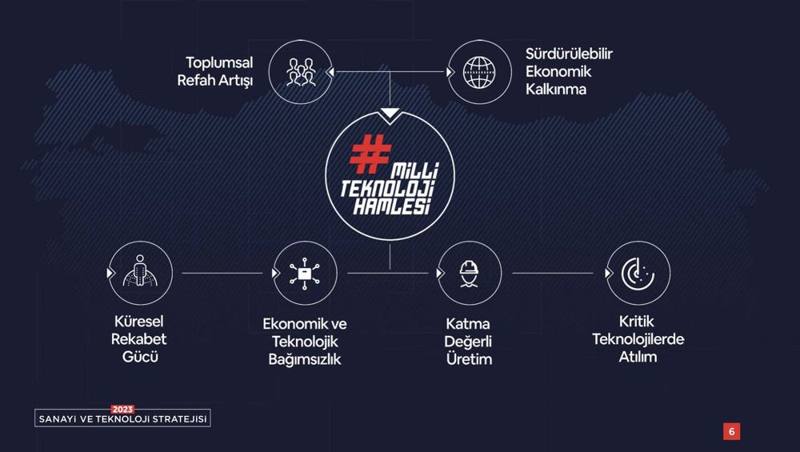 Toplumsal
Refah Artışı
Sürdürülebilir
Ekonomik
Kalkınma
#MİLLİ
TEKNOLOJİ
HAMLESİ
Küresel
Rekabet
Gücü
Ekonomik ve
Teknolojik
Bağımsızlık
Katma
Değerli
Üretim
Kritik
Teknolojilerde
Atılım
2023
SANAYİ VE TEKNOLOJİ STRATEJİSİ
6